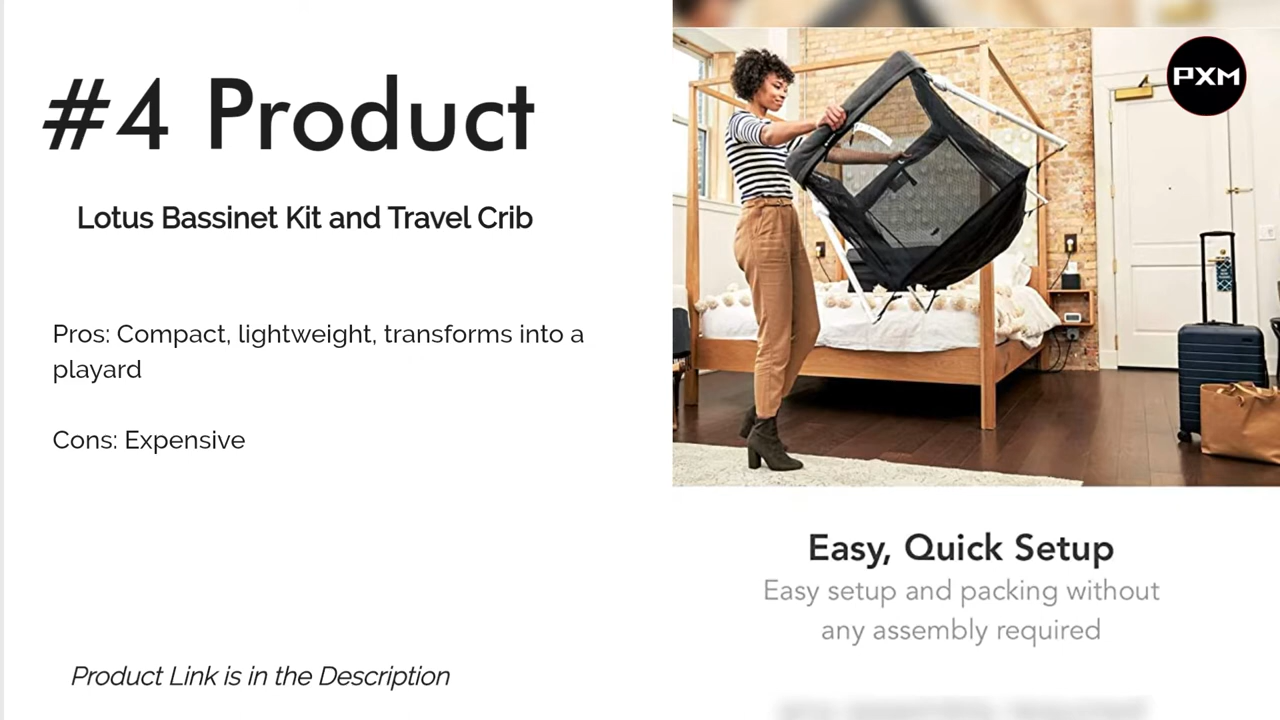 #4 Product
Lotus Bassinet Kit and Travel Crib
Pros: Compact, lightweight, transforms into a
playard
Cons: Expensive
Product Link is in the Description
PXM
Easy, Quick Setup
Easy setup and packing without
any assembly required